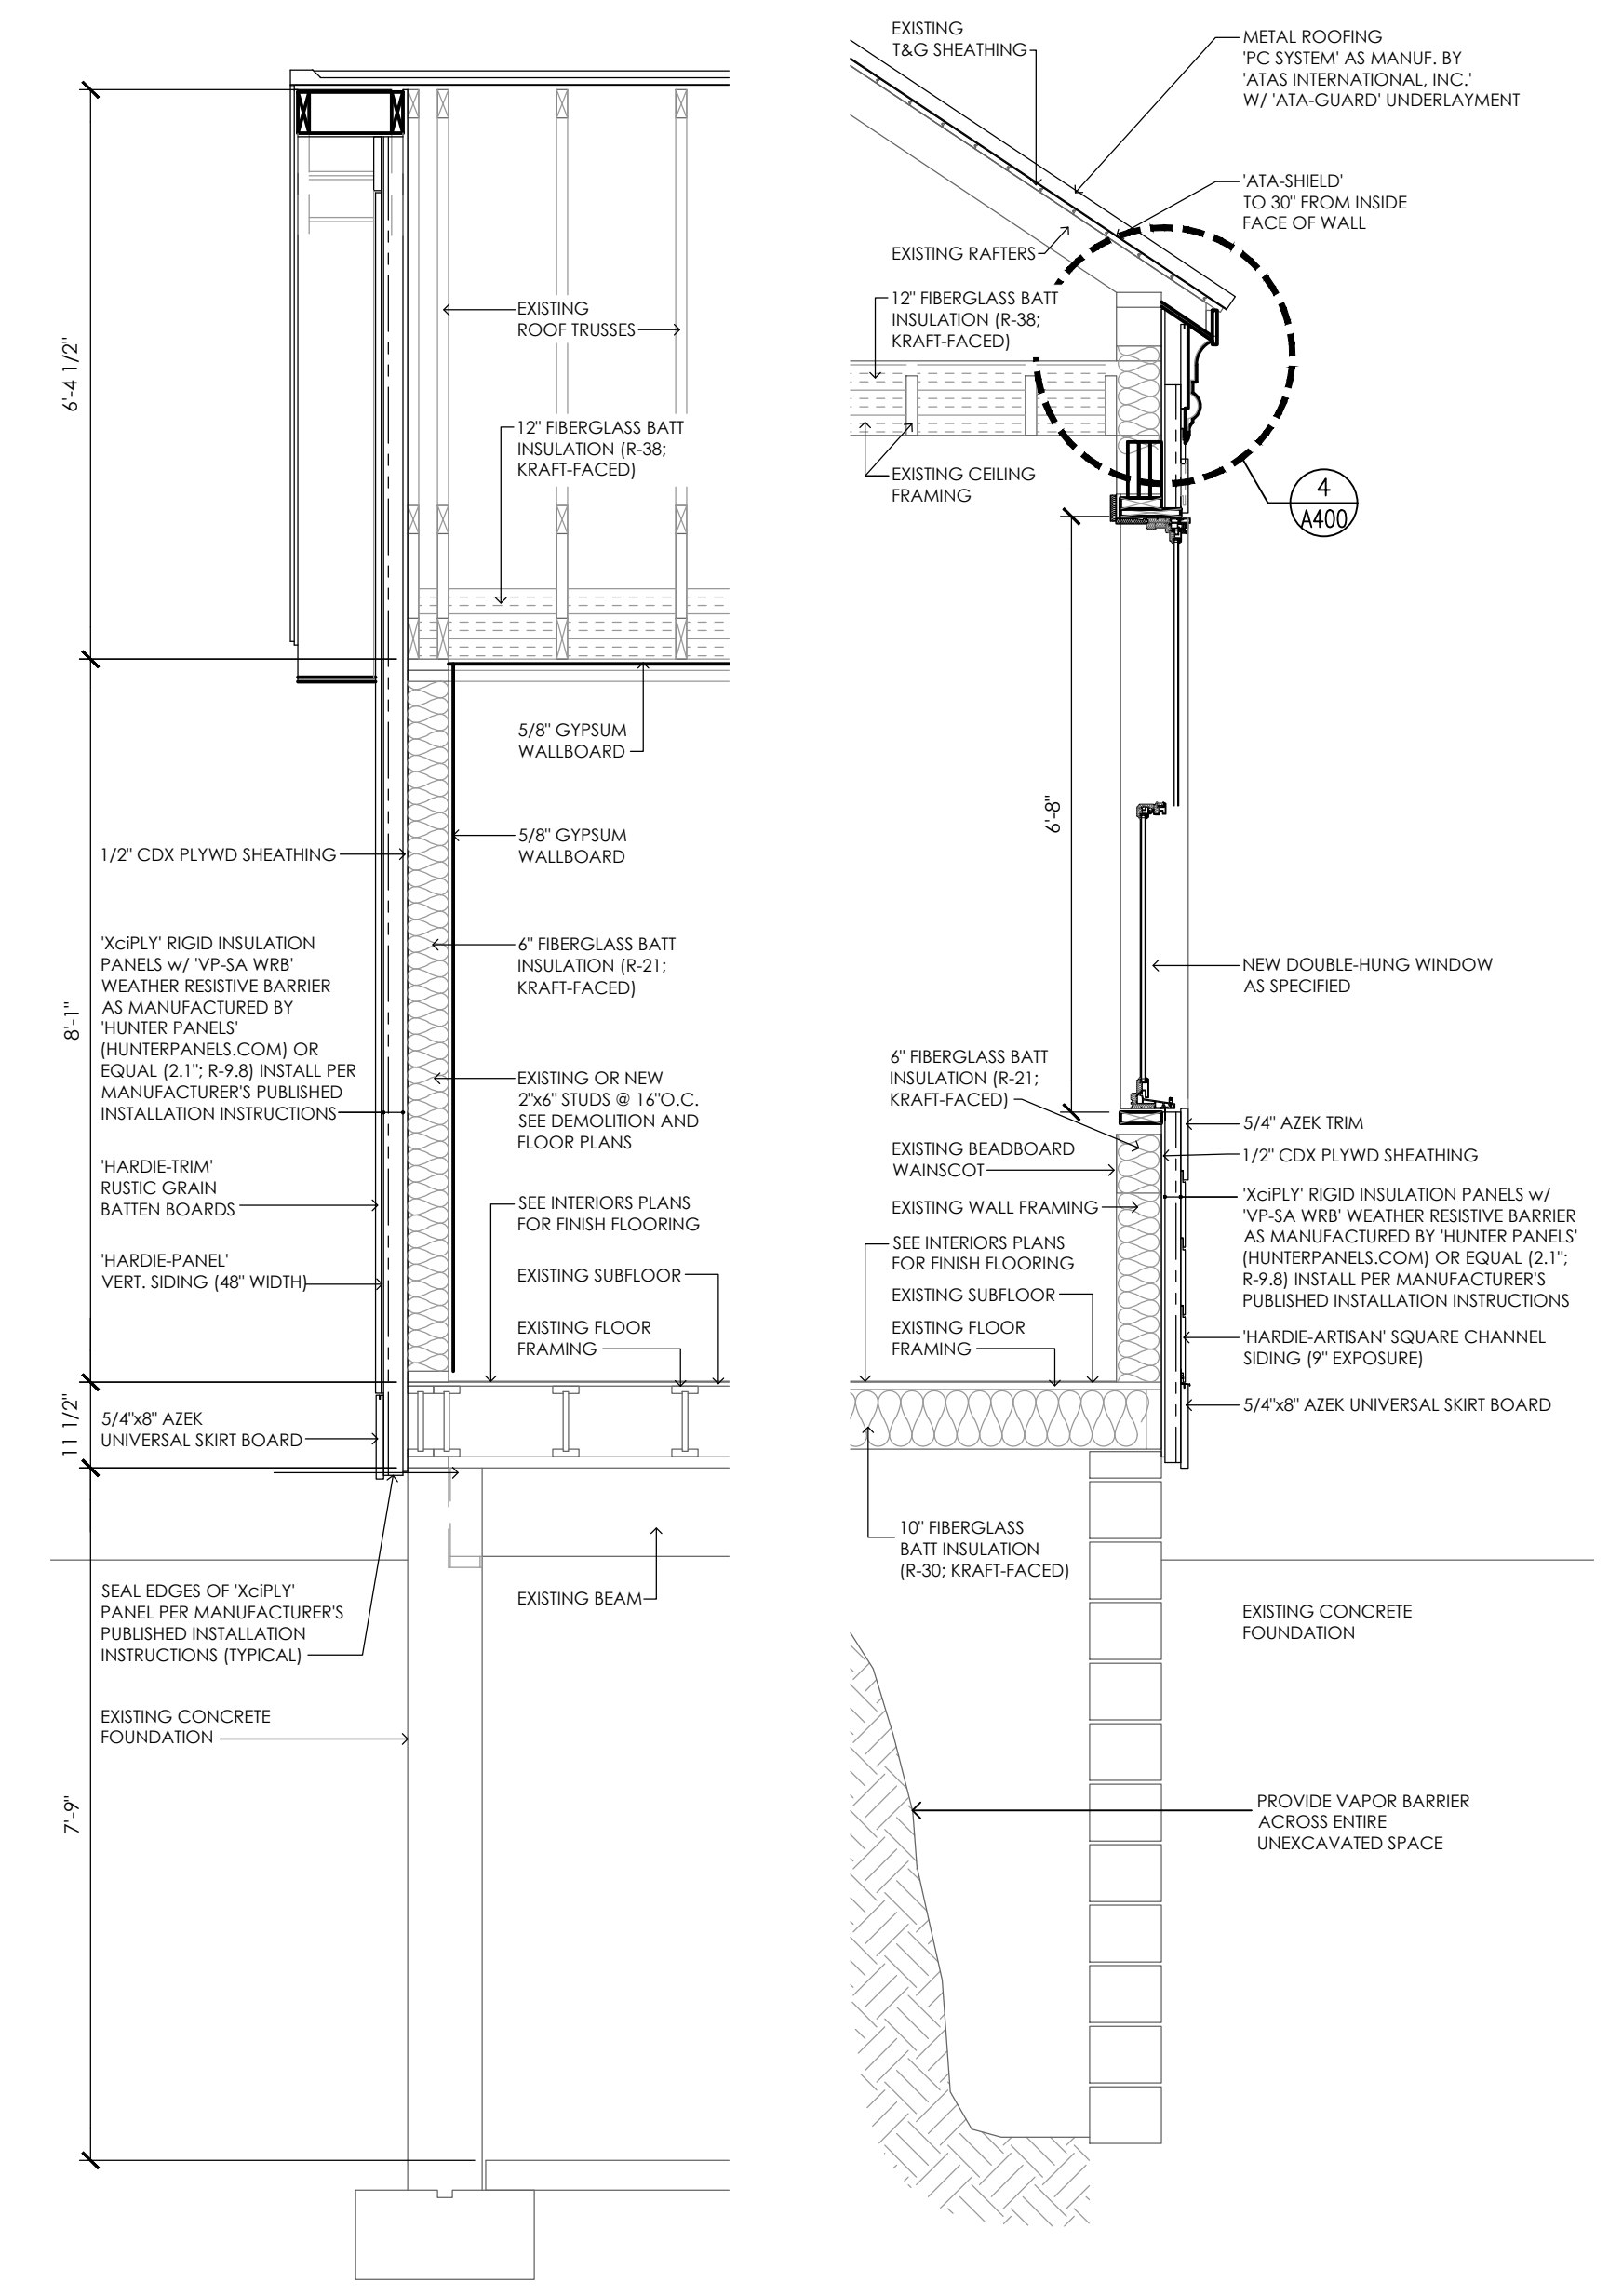 6'-4 1/2"
8'-1"
11 1/2"
7'-9"
EXISTING
ROOF TRUSSES
12" FIBERGLASS BATT
INSULATION (R-38;
KRAFT-FACED)
5/8" GYPSUM
WALLBOARD
1/2" CDX PLYWD SHEATHING
5/8" GYPSUM
WALLBOARD
'XciPLY' RIGID INSULATION
PANELS w/ 'VP-SA WRB'
WEATHER RESISTIVE BARRIER
AS MANUFACTURED BY
'HUNTER PANELS'
(HUNTERPANELS.COM) OR
EQUAL (2.1"; R-9.8) INSTALL PER
MANUFACTURER'S PUBLISHED
INSTALLATION INSTRUCTIONS
6" FIBERGLASS BATT
INSULATION (R-21;
KRAFT-FACED)
EXISTING OR NEW
2"x6" STUDS @ 16"O.C.
SEE DEMOLITION AND
FLOOR PLANS
'HARDIE-TRIM'
RUSTIC GRAIN
BATTEN BOARDS
SEE INTERIORS PLANS
FOR FINISH FLOORING
'HARDIE-PANEL'
VERT. SIDING (48" WIDTH)
EXISTING SUBFLOOR
EXISTING FLOOR
FRAMING
5/4"x8" AZEK
UNIVERSAL SKIRT BOARD
SEAL EDGES OF 'XciPLY'
PANEL PER MANUFACTURER'S
PUBLISHED INSTALLATION
INSTRUCTIONS (TYPICAL)
EXISTING BEAM
EXISTING CONCRETE
FOUNDATION
EXISTING
T&G SHEATHING
METAL ROOFING
'PC SYSTEM' AS MANUF. BY
'ATAS INTERNATIONAL, INC.'
W/ 'ATA-GUARD' UNDERLAYMENT
'ATA-SHIELD'
TO 30" FROM INSIDE
FACE OF WALL
EXISTING RAFTERS
12" FIBERGLASS BATT
INSULATION (R-38;
KRAFT-FACED)
EXISTING CEILING
FRAMING
4
A400
6'-8"
NEW DOUBLE-HUNG WINDOW
AS SPECIFIED
6" FIBERGLASS BATT
INSULATION (R-21;
KRAFT-FACED)
5/4" AZEK TRIM
EXISTING BEADBOARD
WAINSCOT
1/2" CDX PLYWD SHEATHING
EXISTING WALL FRAMING
'XciPLY' RIGID INSULATION PANELS w/
'VP-SA WRB' WEATHER RESISTIVE BARRIER
AS MANUFACTURED BY 'HUNTER PANELS'
(HUNTERPANELS.COM) OR EQUAL (2.1";
R-9.8) INSTALL PER MANUFACTURER'S
PUBLISHED INSTALLATION INSTRUCTIONS
SEE INTERIORS PLANS
FOR FINISH FLOORING
EXISTING SUBFLOOR
EXISTING FLOOR
FRAMING
'HARDIE-ARTISAN' SQUARE CHANNEL
SIDING (9" EXPOSURE)
5/4"x8" AZEK UNIVERSAL SKIRT BOARD
10" FIBERGLASS
BATT INSULATION
(R-30; KRAFT-FACED)
EXISTING CONCRETE
FOUNDATION
PROVIDE VAPOR BARRIER
ACROSS ENTIRE
UNEXCAVATED SPACE